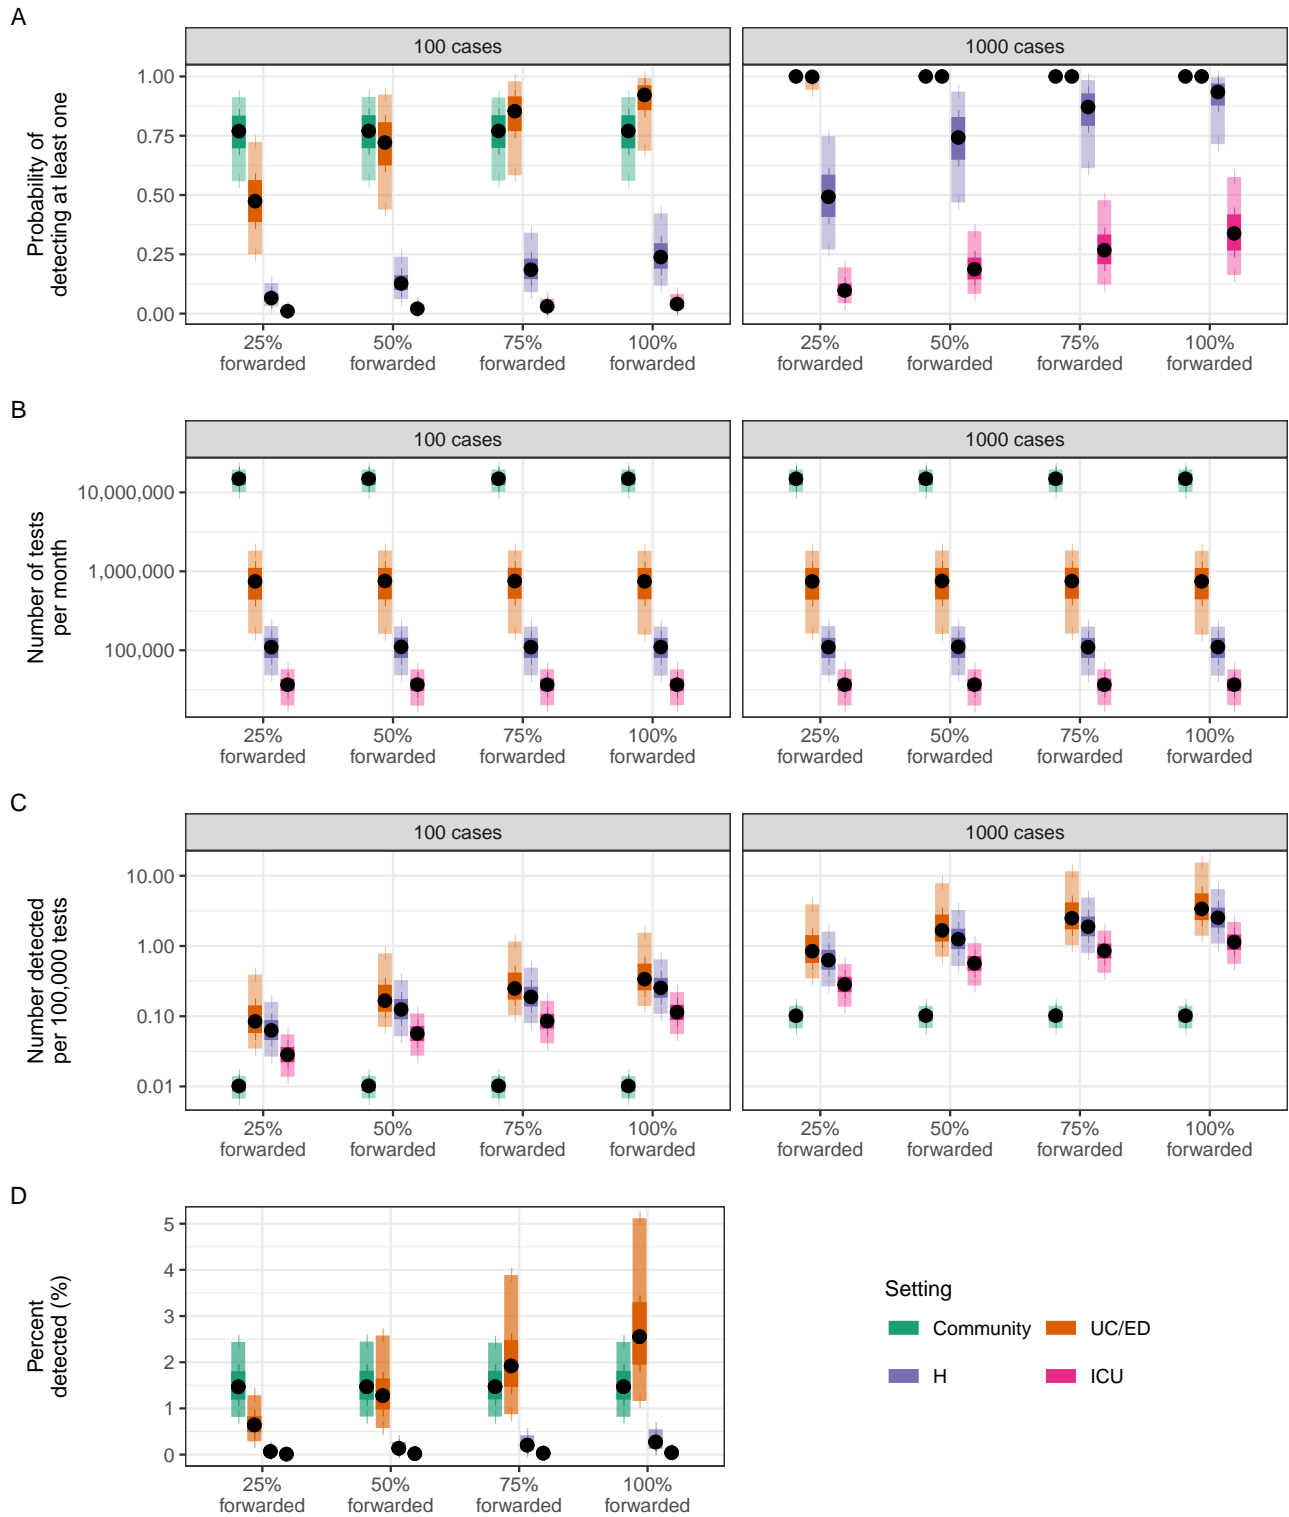 A
100 cases
1000 cases
Probability of
detecting at least one
1.00
0.75
0.50
0.25
0.00
25%
forwarded
50%
forwarded
75%
forwarded
100%
forwarded
25%
forwarded
50%
forwarded
75%
forwarded
100%
forwarded
B
100 cases
1000 cases
Number of tests
per month
10,000,000
1,000,000
100,000
25%
forwarded
50%
forwarded
75%
forwarded
100%
forwarded
25%
forwarded
50%
forwarded
75%
forwarded
100%
forwarded
C
100 cases
1000 cases
Number detected
per 100,000 tests
10.00
1.00
0.10
0.01
25%
forwarded
50%
forwarded
75%
forwarded
100%
forwarded
25%
forwarded
50%
forwarded
75%
forwarded
100%
forwarded
D
Percent
detected (%)
5
4
3
2
1
0
25%
forwarded
50%
forwarded
75%
forwarded
100%
forwarded
Setting
Community
UC/ED
H
ICU